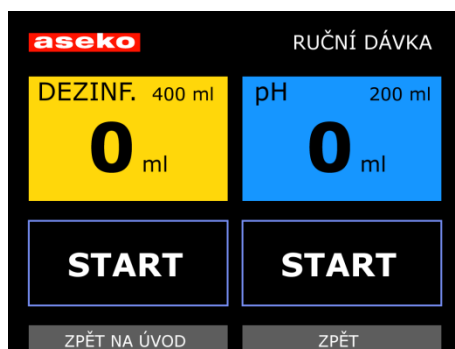 aseko
RUČNÍ DÁVKA
DEZINF. 400 ml
0 ml
pH 200 ml
0 ml
START
START
ZPĚT NA ÚVOD
ZPĚT